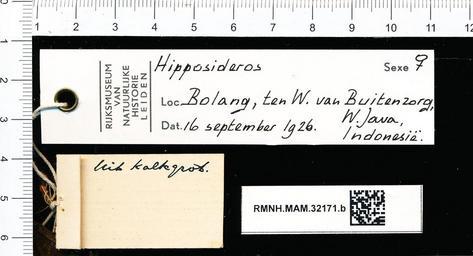 RIJKSMUSEUM
VAN
NATUURLIJKE
HISTORIE
LEIDEN
Hipposideros
Sexe ♀
Loc. Bolang, ten W. van Buitenzorg,
W. Java,
Dat. 16 september 1926. Indonesië.
Uit kalkgrot.
RMNH.MAM.32171.b